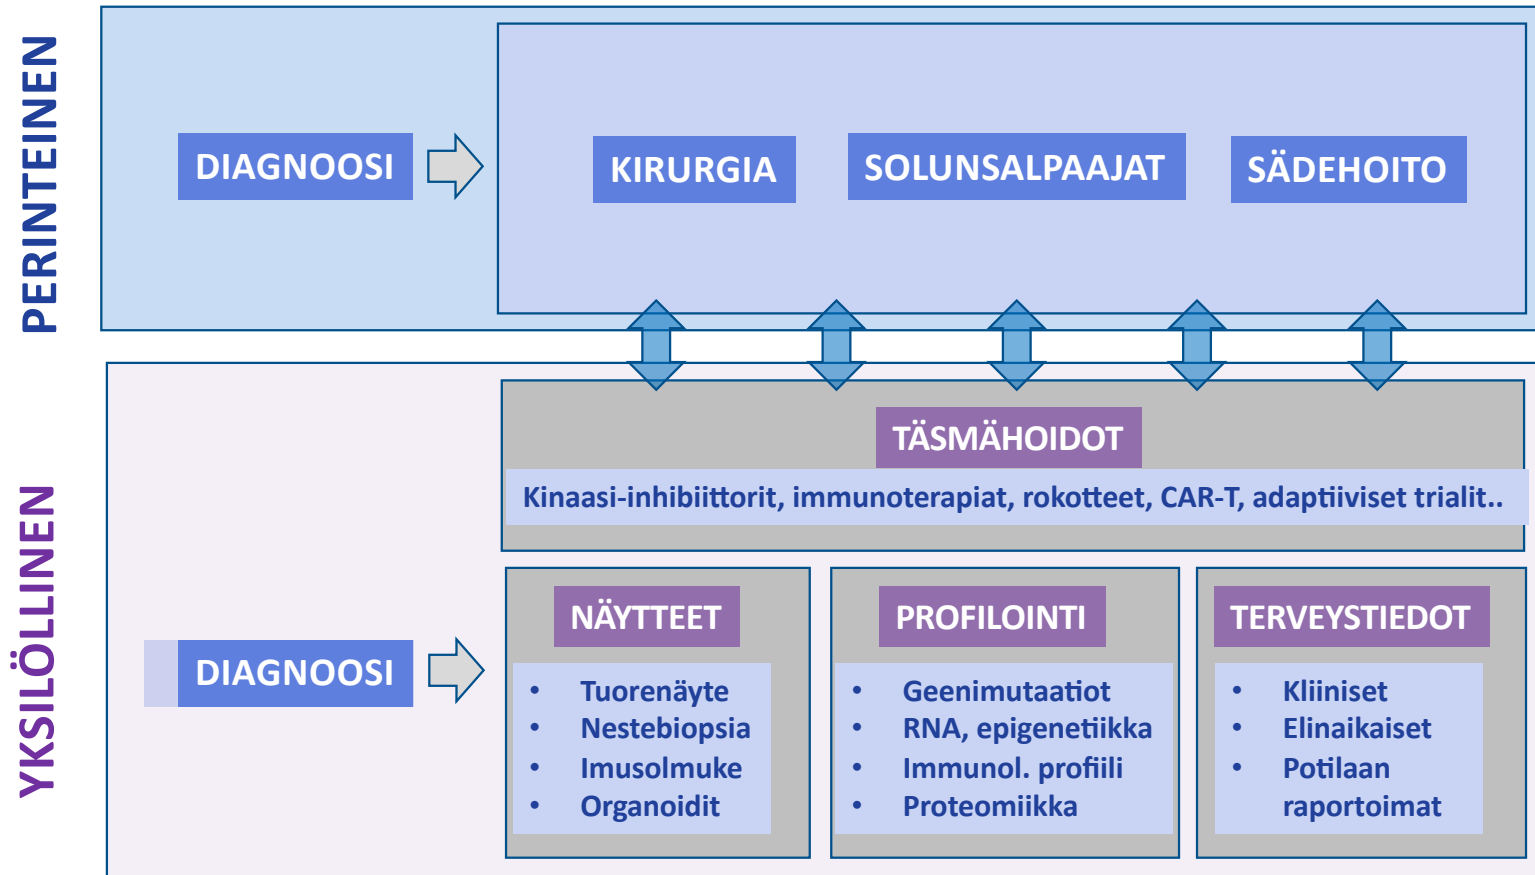 PERINTEINEN
DIAGNOOSI
KIRURGIA
SOLUNSALPAAJAT
SÄDEHOITO
YKSILÖLLINEN
TÄSMÄHOIDOT
Kinaasi-inhibiittorit, immunoterapiat, rokotteet, CAR-T, adaptiiviset trialit..
DIAGNOOSI
NÄYTTEET
• Tuorenäyte
• Nestebiopsia
• Imusolmuke
• Organoidit
PROFILOINTI
• Geenimutaatiot
• RNA, epigenetiikka
• Immunol. profiili
• Proteomiikka
TERVEYSTIEDOT
• Kliiniset
• Elinaikaiset
• Potilaan
raportoimat